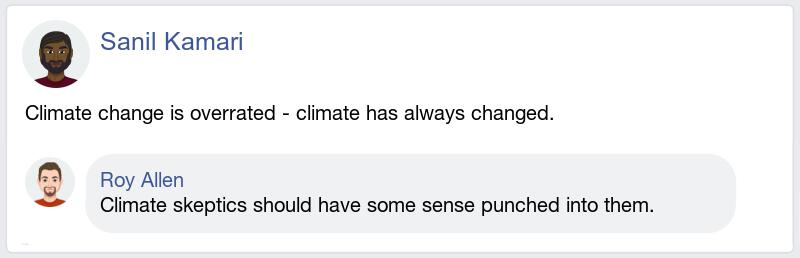 Sanil Kamari
Climate change is overrated - climate has always changed.
Roy Allen
Climate skeptics should have some sense punched into them.